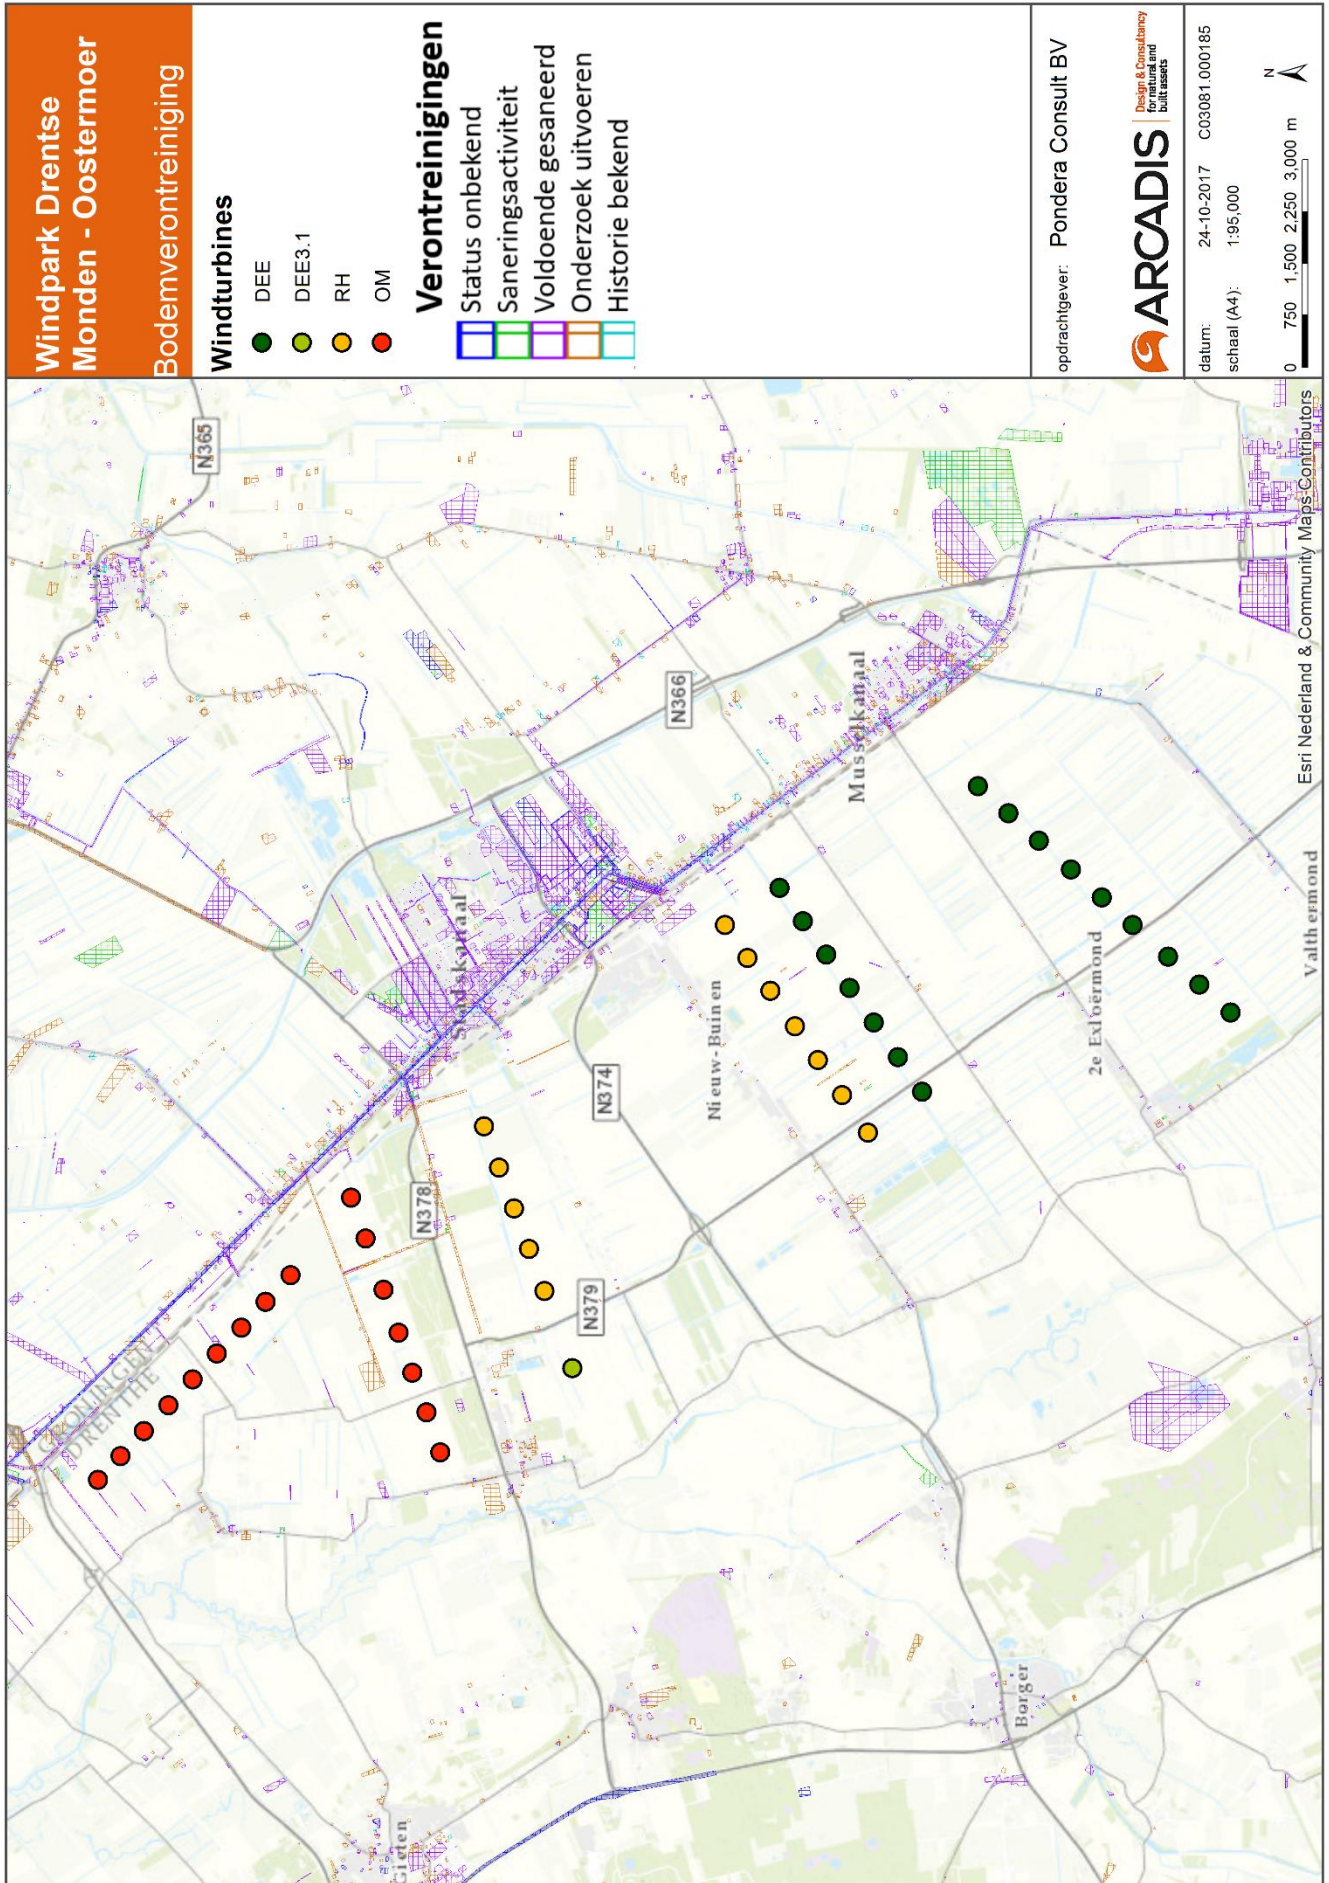 Windpark Drentse
Monden - Oostermoer
Bodemverontreiniging
Windturbines
DEE
DEE3.1
RH
OM
Verontreinigingen
Status onbekend
Saneringsactiviteit
Voldoende gesaneerd
Onderzoek uitvoeren
Historie bekend
opdrachtgever: Pondera Consult BV
ARCADIS
Design & Consultancy
for natural and
built assets
datum: 24-10-2017 C03081.000185
schaal (A4): 1:95,000
N
0 750 1,500 2,250 3,000 m
N365
N366
Musselkanaal
Stadskanaal
Nieuw-Buinen
N374
N378
N379
2e Exloërmond
Valthermond
GRONINGEN
DRENTHE
Borger
Gieten
Esri Nederland & Community Maps Contributors